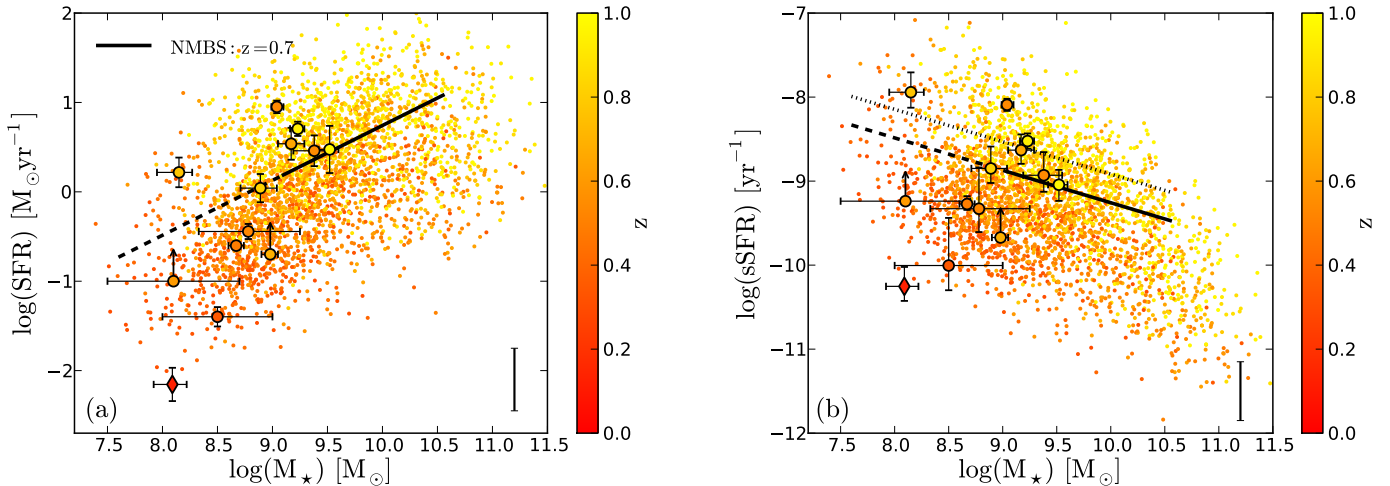 2
1
0
−1
−2
log(SFR) [M⊙yr⁻¹]
NMBS: z=0.7
(a)
7.5 8.0 8.5 9.0 9.5 10.0 10.5 11.0 11.5
log(M⋆) [M⊙]
1.0
0.8
0.6
0.4
0.2
0.0
z
−7
−8
−9
−10
−11
−12
log(sSFR) [yr⁻¹]
(b)
7.5 8.0 8.5 9.0 9.5 10.0 10.5 11.0 11.5
log(M⋆) [M⊙]
1.0
0.8
0.6
0.4
0.2
0.0
z